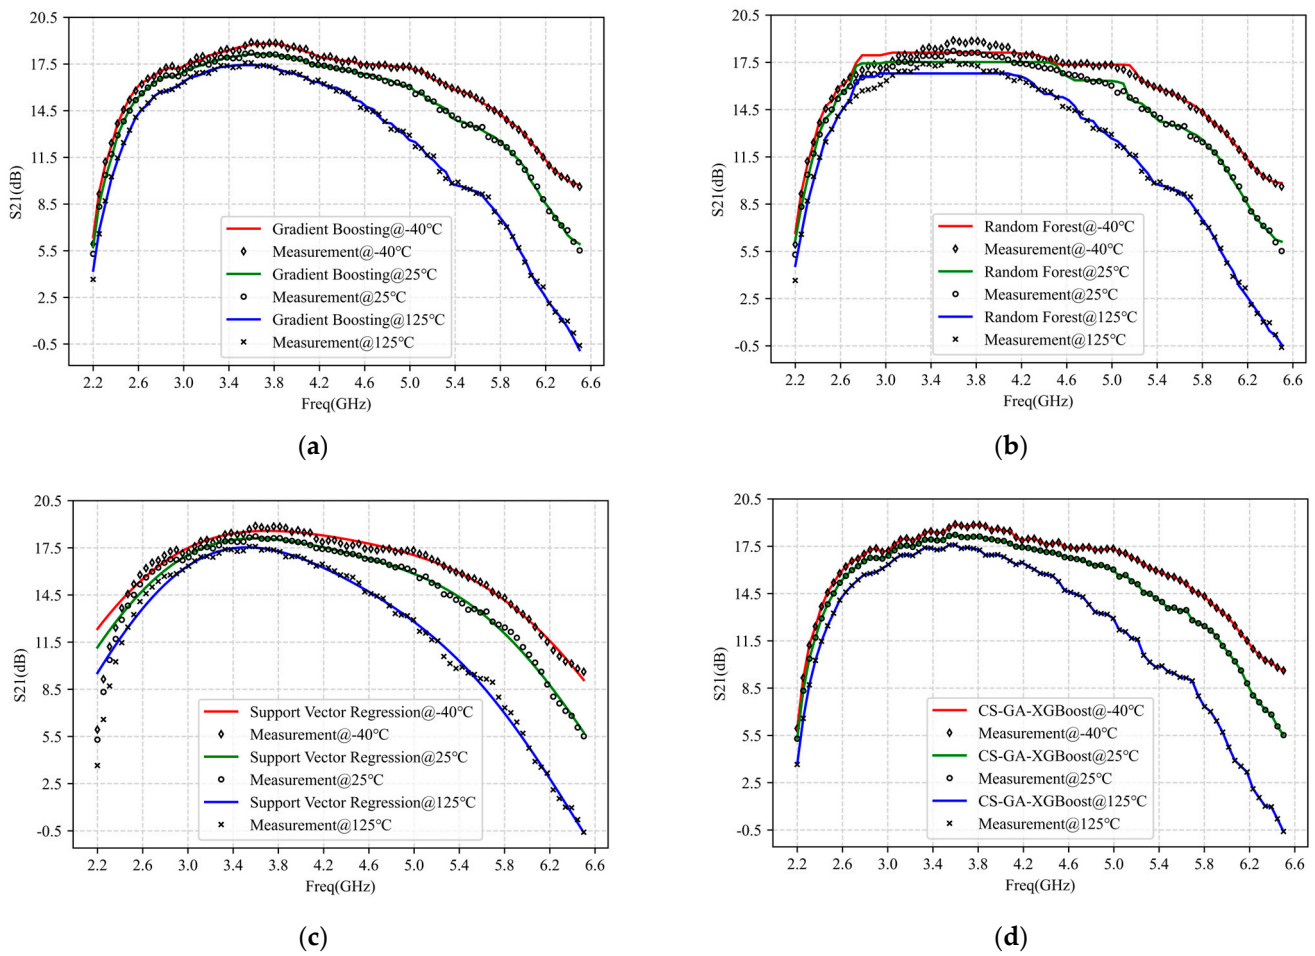 20.5
17.5
14.5
11.5
8.5
5.5
2.5
-0.5
S21(dB)
Gradient Boosting@-40℃
Measurement@-40℃
Gradient Boosting@25℃
Measurement@25℃
Gradient Boosting@125℃
Measurement@125℃
2.2 2.6 3.0 3.4 3.8 4.2 4.6 5.0 5.4 5.8 6.2 6.6
Freq(GHz)
(a)
20.5
17.5
14.5
11.5
8.5
5.5
2.5
-0.5
S21(dB)
Random Forest@-40℃
Measurement@-40℃
Random Forest@25℃
Measurement@25℃
Random Forest@125℃
Measurement@125℃
2.2 2.6 3.0 3.4 3.8 4.2 4.6 5.0 5.4 5.8 6.2 6.6
Freq(GHz)
(b)
20.5
17.5
14.5
11.5
8.5
5.5
2.5
-0.5
S21(dB)
Support Vector Regression@-40℃
Measurement@-40℃
Support Vector Regression@25℃
Measurement@25℃
Support Vector Regression@125℃
Measurement@125℃
2.2 2.6 3.0 3.4 3.8 4.2 4.6 5.0 5.4 5.8 6.2 6.6
Freq(GHz)
(c)
20.5
17.5
14.5
11.5
8.5
5.5
2.5
-0.5
S21(dB)
CS-GA-XGBoost@-40℃
Measurement@-40℃
CS-GA-XGBoost@25℃
Measurement@25℃
CS-GA-XGBoost@125℃
Measurement@125℃
2.2 2.6 3.0 3.4 3.8 4.2 4.6 5.0 5.4 5.8 6.2 6.6
Freq(GHz)
(d)